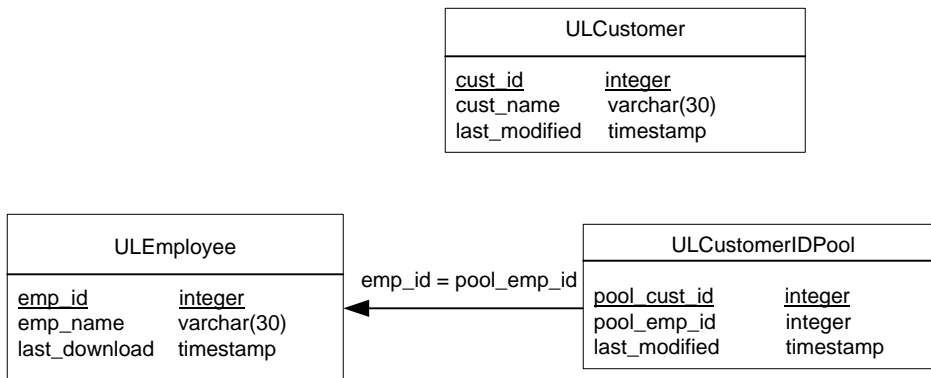 ULCustomer
cust_id integer
cust_name varchar(30)
last_modified timestamp
ULEmployee
emp_id integer
emp_name varchar(30)
last_download timestamp
emp_id = pool_emp_id
ULCustomerIDPool
pool_cust_id integer
pool_emp_id integer
last_modified timestamp